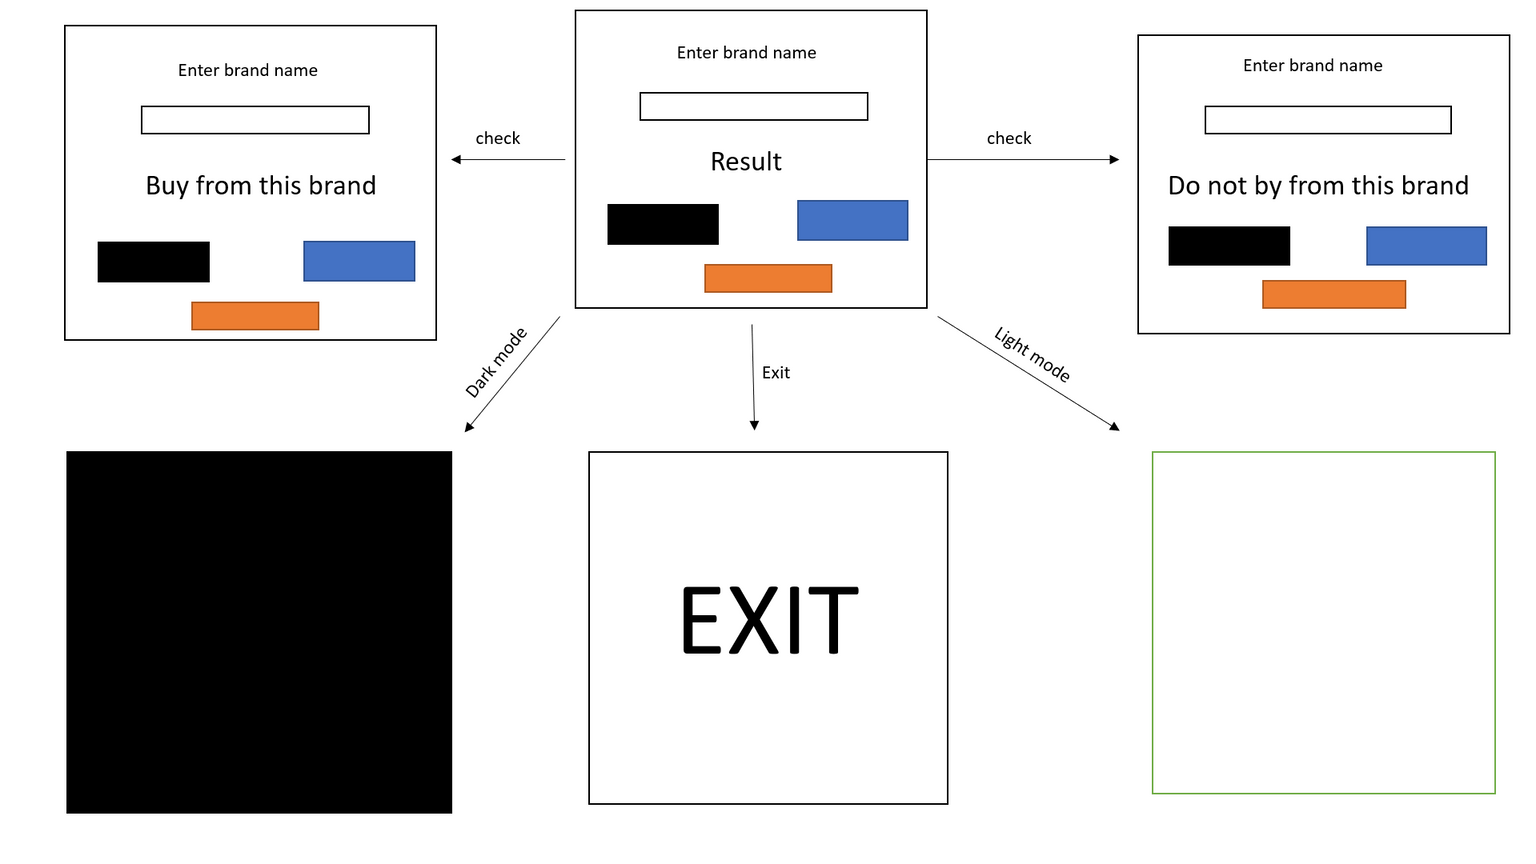 Enter brand name
Buy from this brand
check
Enter brand name
Result
check
Enter brand name
Do not by from this brand
Dark mode
Exit
Light mode
EXIT